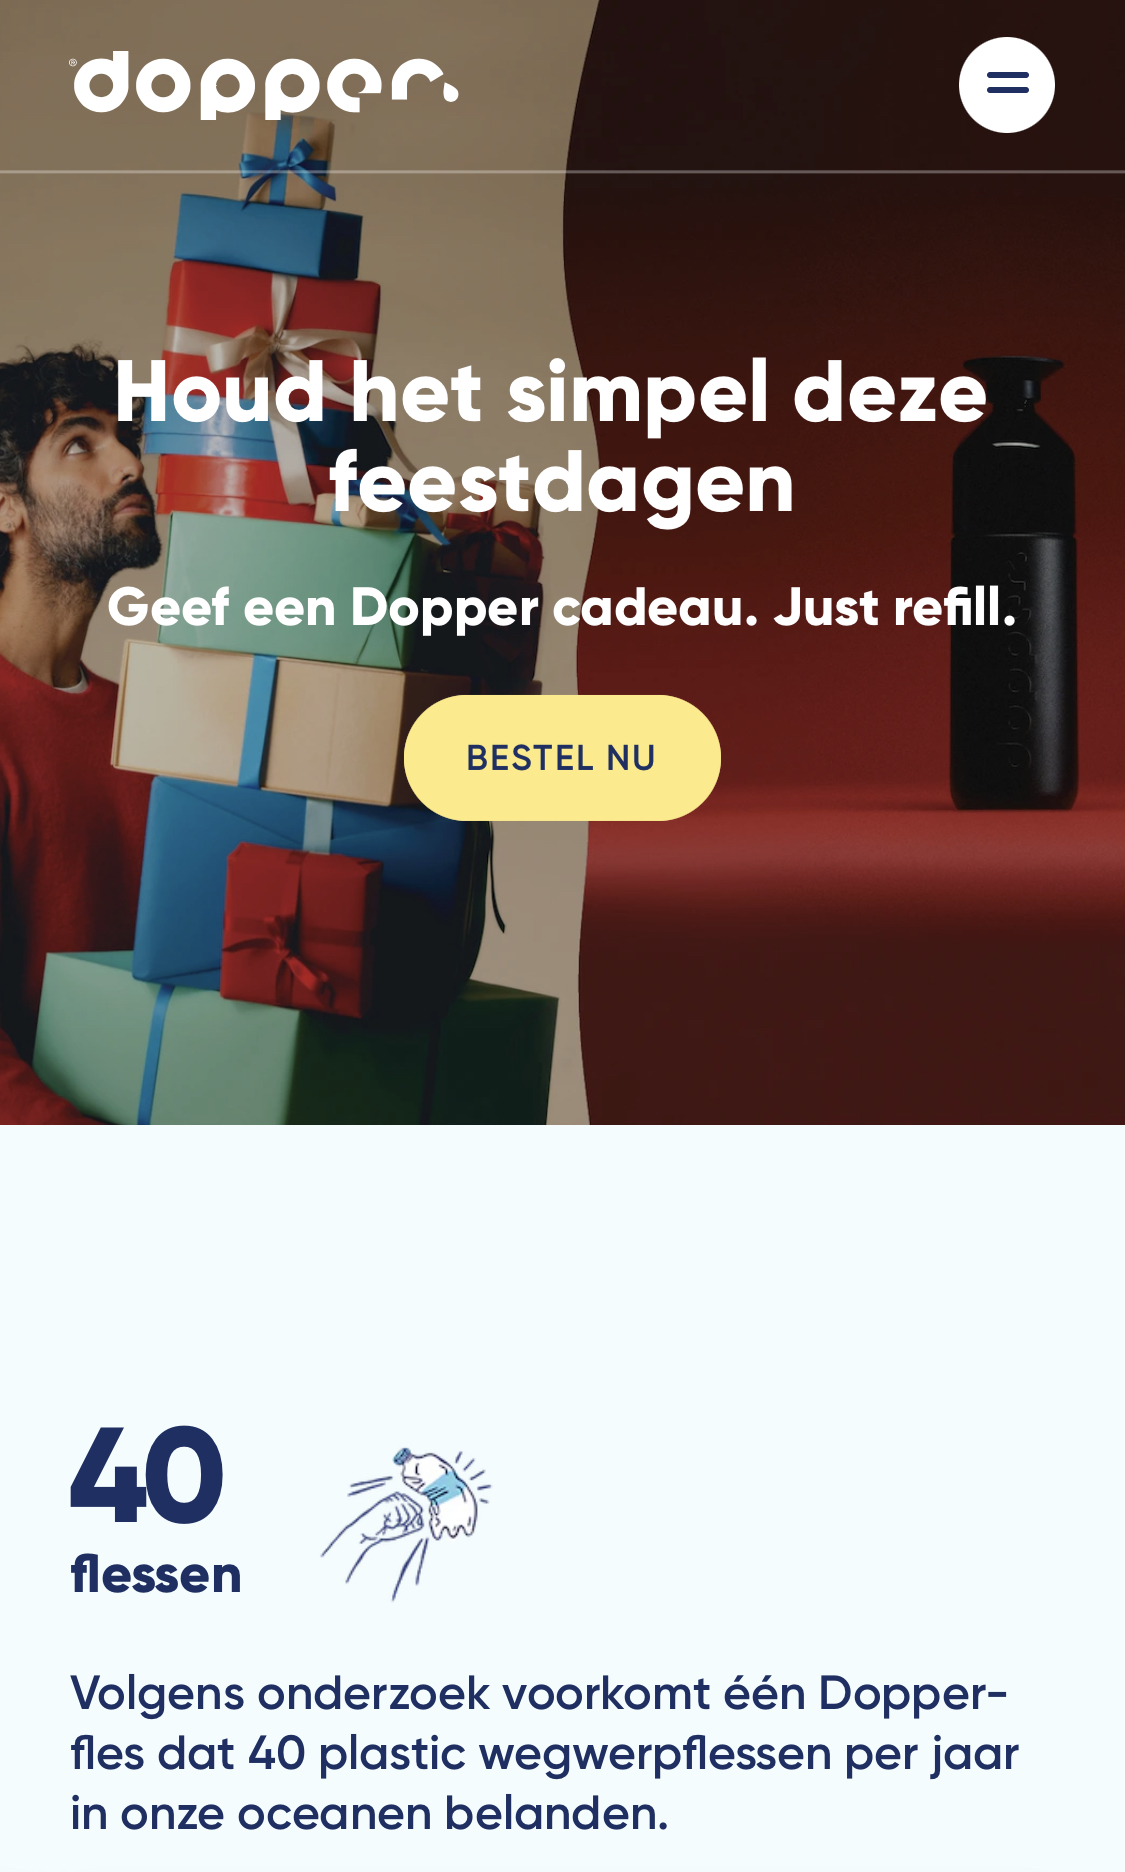 ® dopper
Houd het simpel deze
feestdagen
Geef een Dopper cadeau. Just refill.
dopper
BESTEL NU
40
flessen
Volgens onderzoek voorkomt één Dopper-
fles dat 40 plastic wegwerpflessen per jaar
in onze oceanen belanden.